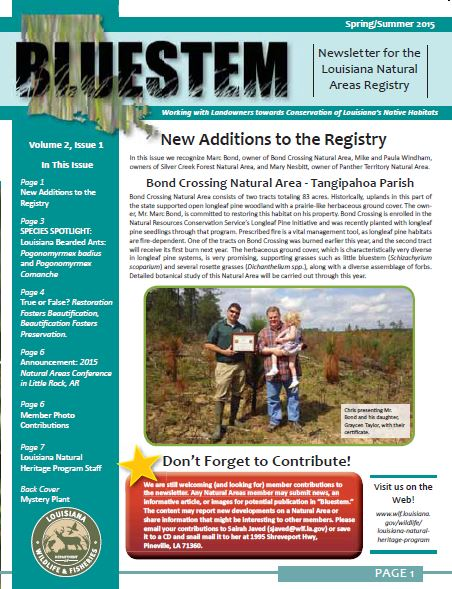 Spring/Summer 2015
BLUESTEM
Newsletter for the
Louisiana Natural
Areas Registry
Working with Landowners towards Conservation of Louisiana's Native Habitats
Volume 2, Issue 1
In This Issue
Page 1
New Additions to the
Registry
Page 3
SPECIES SPOTLIGHT:
Louisiana Bearded Ants:
Pogonomyrmex badius
and Pogonomyrmex
Comanche
Page 4
True or False? Restoration
Fosters Beautification,
Beautification Fosters
Preservation.
Page 6
Announcement: 2015
Natural Areas Conference
in Little Rock, AR
Page 6
Member Photo
Contributions
Page 7
Louisiana Natural
Heritage Program Staff
Back Cover
Mystery Plant
LOUISIANA
DEPARTMENT
WILDLIFE & FISHERIES
New Additions to the Registry
In this issue we recognize Marc Bond, owner of Bond Crossing Natural Area, Mike and Paula Windham,
owners of Silver Creek Forest Natural Area, and Mary Nesbitt, owner of Panther Territory Natural Area.
Bond Crossing Natural Area - Tangipahoa Parish
Bond Crossing Natural Area consists of two tracts totaling 83 acres. Historically, uplands in this part of
the state supported open longleaf pine woodland with a prairie-like herbaceous ground cover. The own-
er, Mr. Marc Bond, is committed to restoring this habitat on his property. Bond Crossing is enrolled in the
Natural Resources Conservation Service's Longleaf Pine Initiative and was recently planted with longleaf
pine seedlings through that program. Prescribed fire is a vital management tool, as longleaf pine habitats
are fire-dependent. One of the tracts on Bond Crossing was burned earlier this year, and the second tract
will receive its first burn next year. The herbaceous ground cover, which is characteristically very diverse
in longleaf pine systems, is very promising, supporting grasses such as little bluestem (Schizachyrium
scoparium) and several rosette grasses (Dichanthelium spp.), along with a diverse assemblage of forbs.
Detailed botanical study of this Natural Area will be carried out through this year.
Chris presenting Mr.
Bond and his daughter,
Graycen Taylor, with their
certificate.
Don't Forget to Contribute!
We are still welcoming (and looking for) member contributions to
the newsletter. Any Natural Areas member may submit news, an
informative article, or images for potential publication in "Bluestem."
The content may report new developments on a Natural Area or
share information that might be interesting to other members. Please
email your contributions to Sairah Javed (sjaved@wlf.la.gov) or save
it to a CD and snail mail it to her at 1995 Shreveport Hwy,
Pineville, LA 71360.
Visit us on the
Web!
www.wlf.louisiana.
gov/wildlife/
louisiana-natural-
heritage-program
PAGE 1